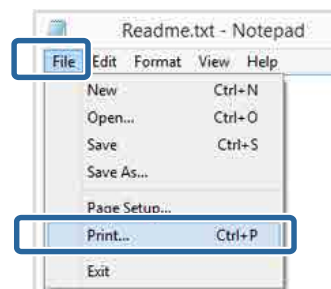 Readme.txt - Notepad
File Edit Format View Help
New Ctrl+N
Open... Ctrl+O
Save Ctrl+S
Save As...
Page Setup...
Print... Ctrl+P
Exit